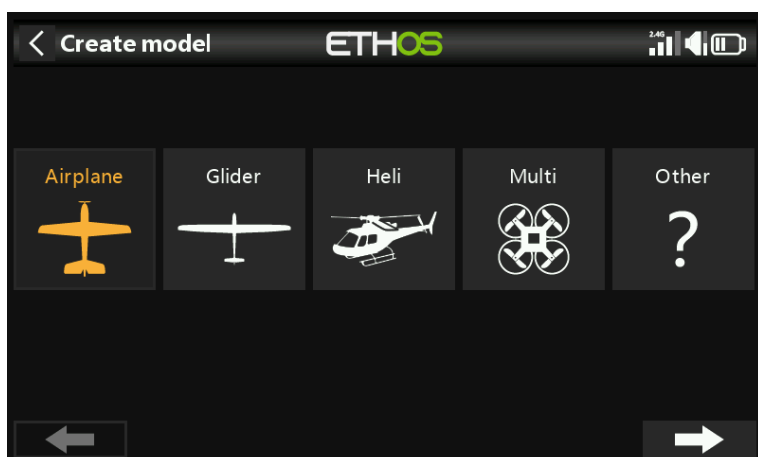 Create model
ETHOS
2.4G
Airplane
Glider
Heli
Multi
Other
?